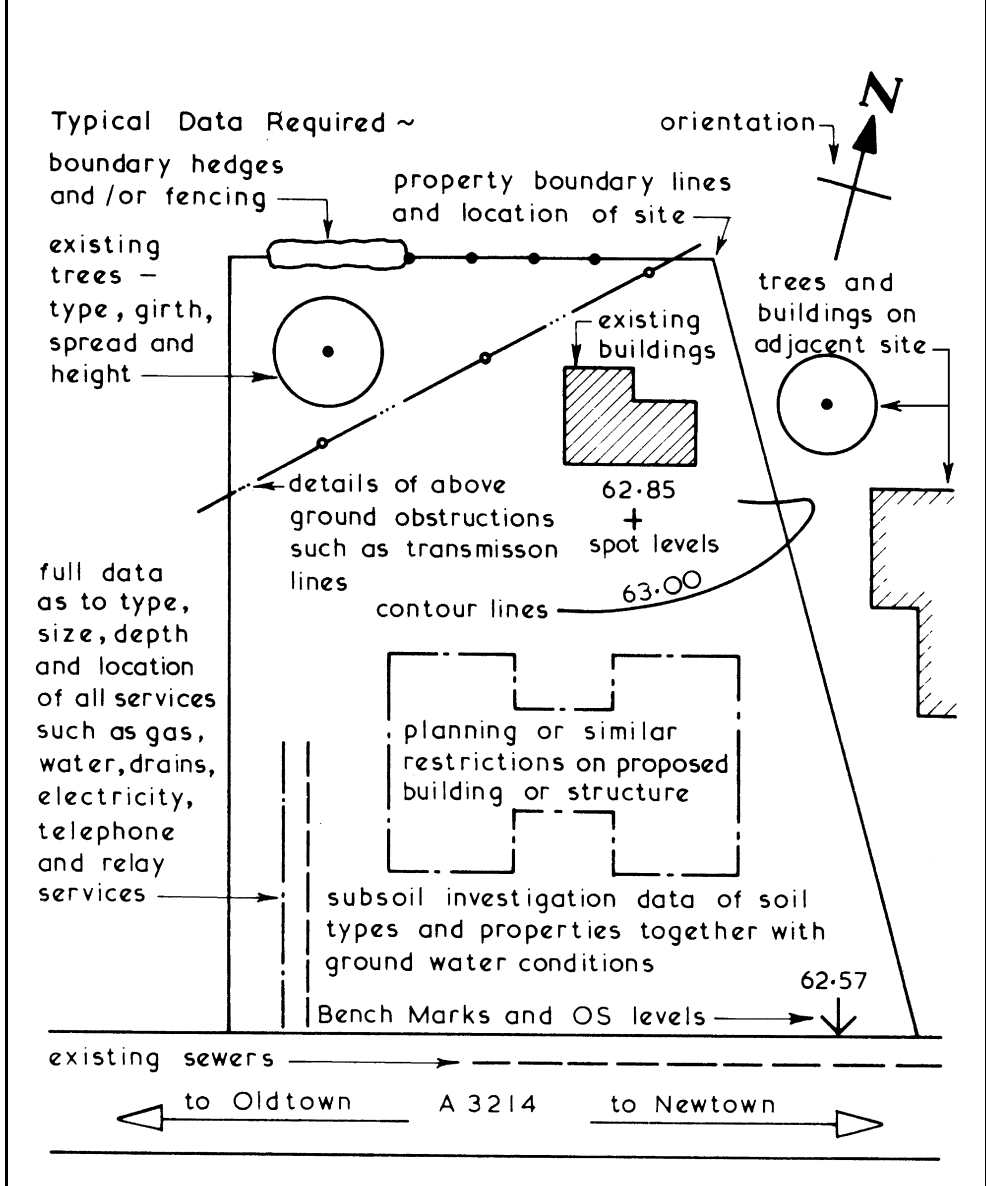 N
Typical Data Required ~
orientation
boundary hedges
and / or fencing
property boundary lines
and location of site
existing
trees –
type, girth,
spread and
height
trees and
buildings on
adjacent site
existing
buildings
details of above
ground obstructions
such as transmisson
lines
62·85
+
spot levels
63·00
contour lines
full data
as to type,
size, depth
and location
of all services
such as gas,
water, drains,
electricity,
telephone
and relay
services
planning or similar
restrictions on proposed
building or structure
subsoil investigation data of soil
types and properties together with
ground water conditions
62·57
Bench Marks and OS levels
existing sewers
to Oldtown
A 3214
to Newtown